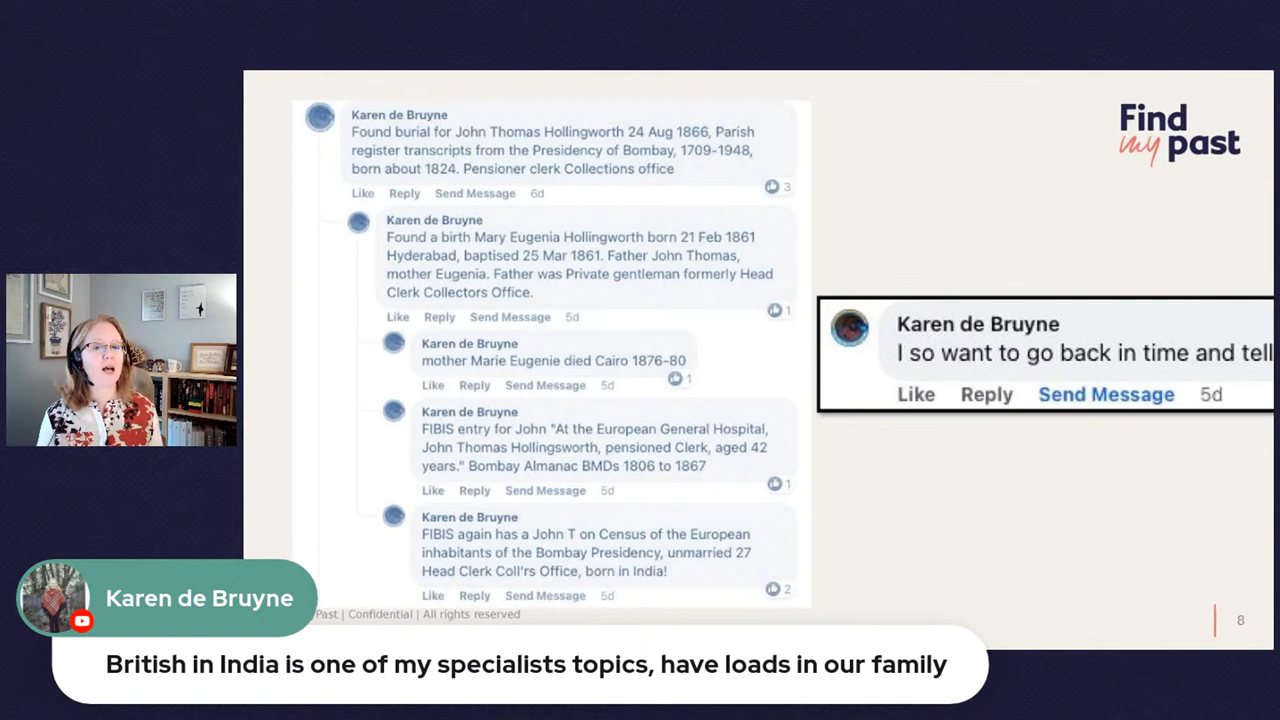 Find
my past
Karen de Bruyne
Found burial for John Thomas Hollingworth 24 Aug 1866, Parish
register transcripts from the Presidency of Bombay, 1709-1948,
born about 1824. Pensioner clerk Collections office
Like Reply Send Message 6d
3
Karen de Bruyne
Found a birth Mary Eugenia Hollingworth born 21 Feb 1861
Hyderabad, baptised 25 Mar 1861. Father John Thomas,
mother Eugenia. Father was Private gentleman formerly Head
Clerk Collectors Office.
1
Like Reply Send Message 5d
Karen de Bruyne
mother Marie Eugenie died Cairo 1876-80
1
Like Reply Send Message 5d
Karen de Bruyne
FIBIS entry for John "At the European General Hospital,
John Thomas Hollingsworth, pensioned Clerk, aged 42
years." Bombay Almanac BMDs 1806 to 1867
1
Like Reply Send Message 5d
Karen de Bruyne
FIBIS again has a John T on Census of the European
inhabitants of the Bombay Presidency, unmarried 27
Head Clerk Coll'rs Office, born in India!
2
Like Reply Send Message 5d
Karen de Bruyne
I so want to go back in time and tell
Like Reply Send Message 5d
Past | Confidential | All rights reserved
8
Karen de Bruyne
British in India is one of my specialists topics, have loads in our family